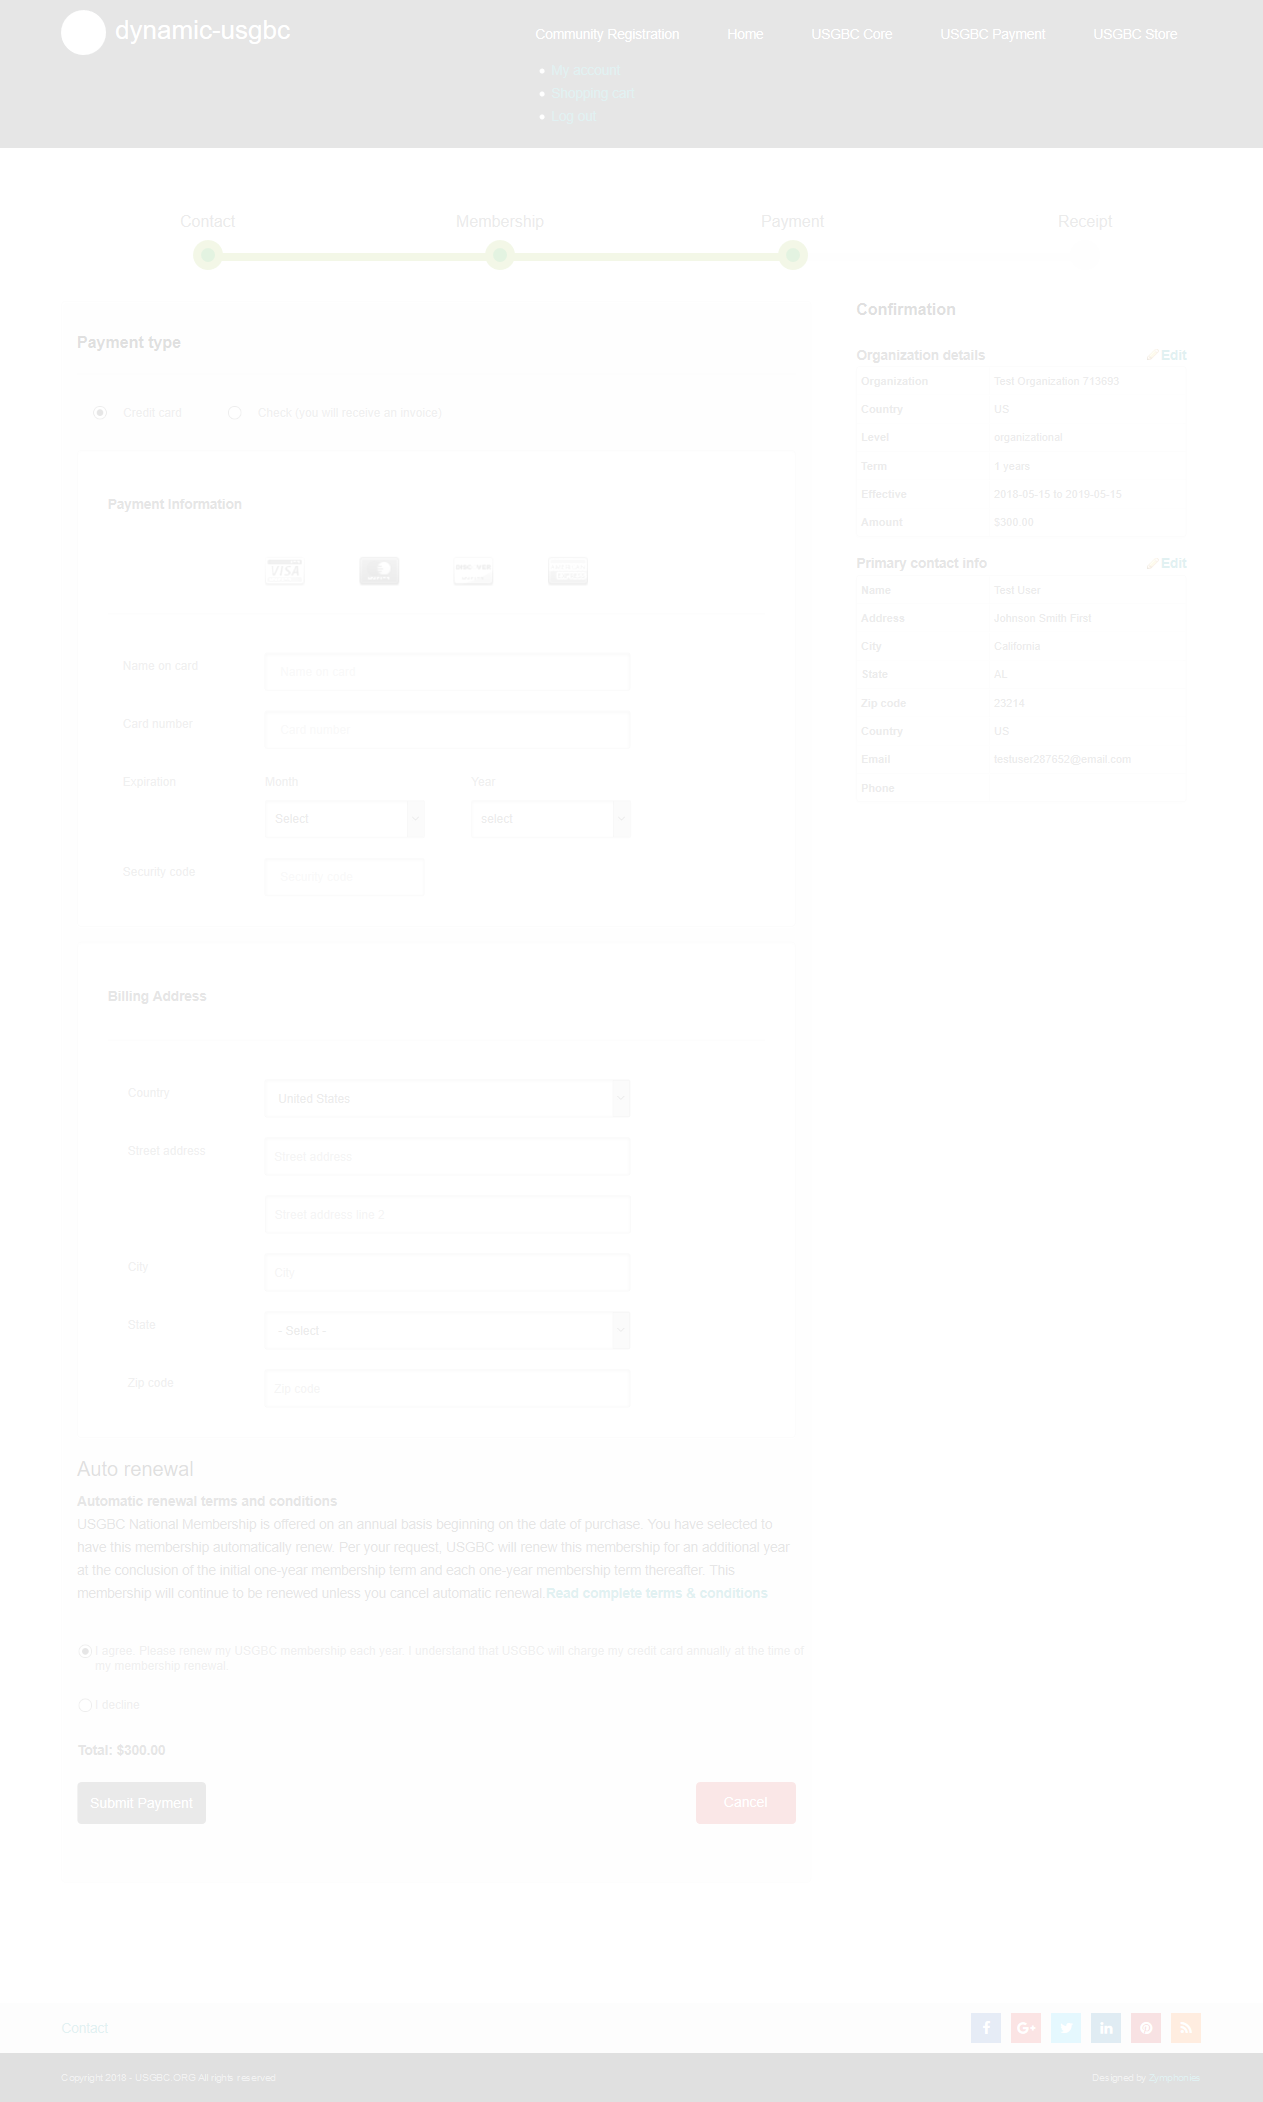 dynamic-usgbc
Community Registration Home USGBC Core USGBC Payment USGBC Store
My account
Shopping cart
Log out
Contact Membership Payment Receipt
Payment type
Credit card Check (you will receive an invoice)
Payment Information
VISA
Name on card
Name on card
Card number
Card number
Expiration Month Year
Select select
Security code
Security code
Billing Address
Country
United States
Street address
Street address
Street address line 2
City
City
State
- Select -
Zip code
Zip code
Auto renewal
Automatic renewal terms and conditions
USGBC National Membership is offered on an annual basis beginning on the date of purchase. You have selected to
have this membership automatically renew. Per your request, USGBC will renew this membership for an additional year
at the conclusion of the initial one-year membership term and each one-year membership term thereafter. This
membership will continue to be renewed unless you cancel automatic renewal.Read complete terms & conditions
I agree. Please renew my USGBC membership each year. I understand that USGBC will charge my credit card annually at the time of
my membership renewal.
I decline
Total: $300.00
Submit Payment Cancel
Confirmation
Organization details Edit
Organization Test Organization 713693
Country US
Level organizational
Term 1 years
Effective 2018-05-15 to 2019-05-15
Amount $300.00
Primary contact info Edit
Name Test User
Address Johnson Smith First
City California
State AL
Zip code 23214
Country US
Email testuser287652@email.com
Phone
Contact
Copyright 2018 - USGBC.ORG All rights reserved
Designed by Zymphonies